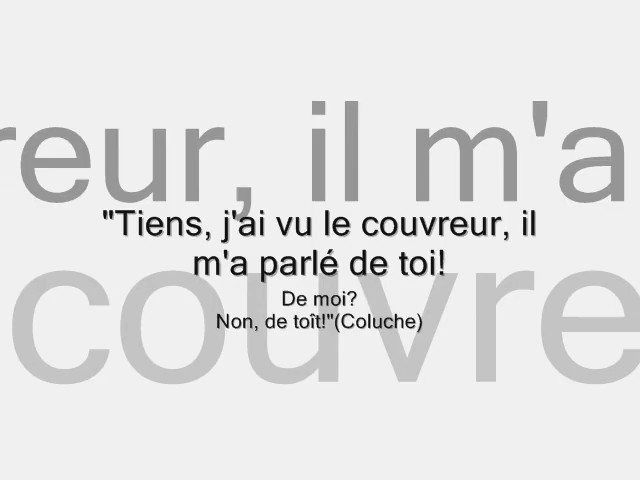 reur, il m'a
"Tiens, j'ai vu le couvreur, il
m'a parlé de toi!
couvre
De moi?
Non, de toît!"(Coluche)